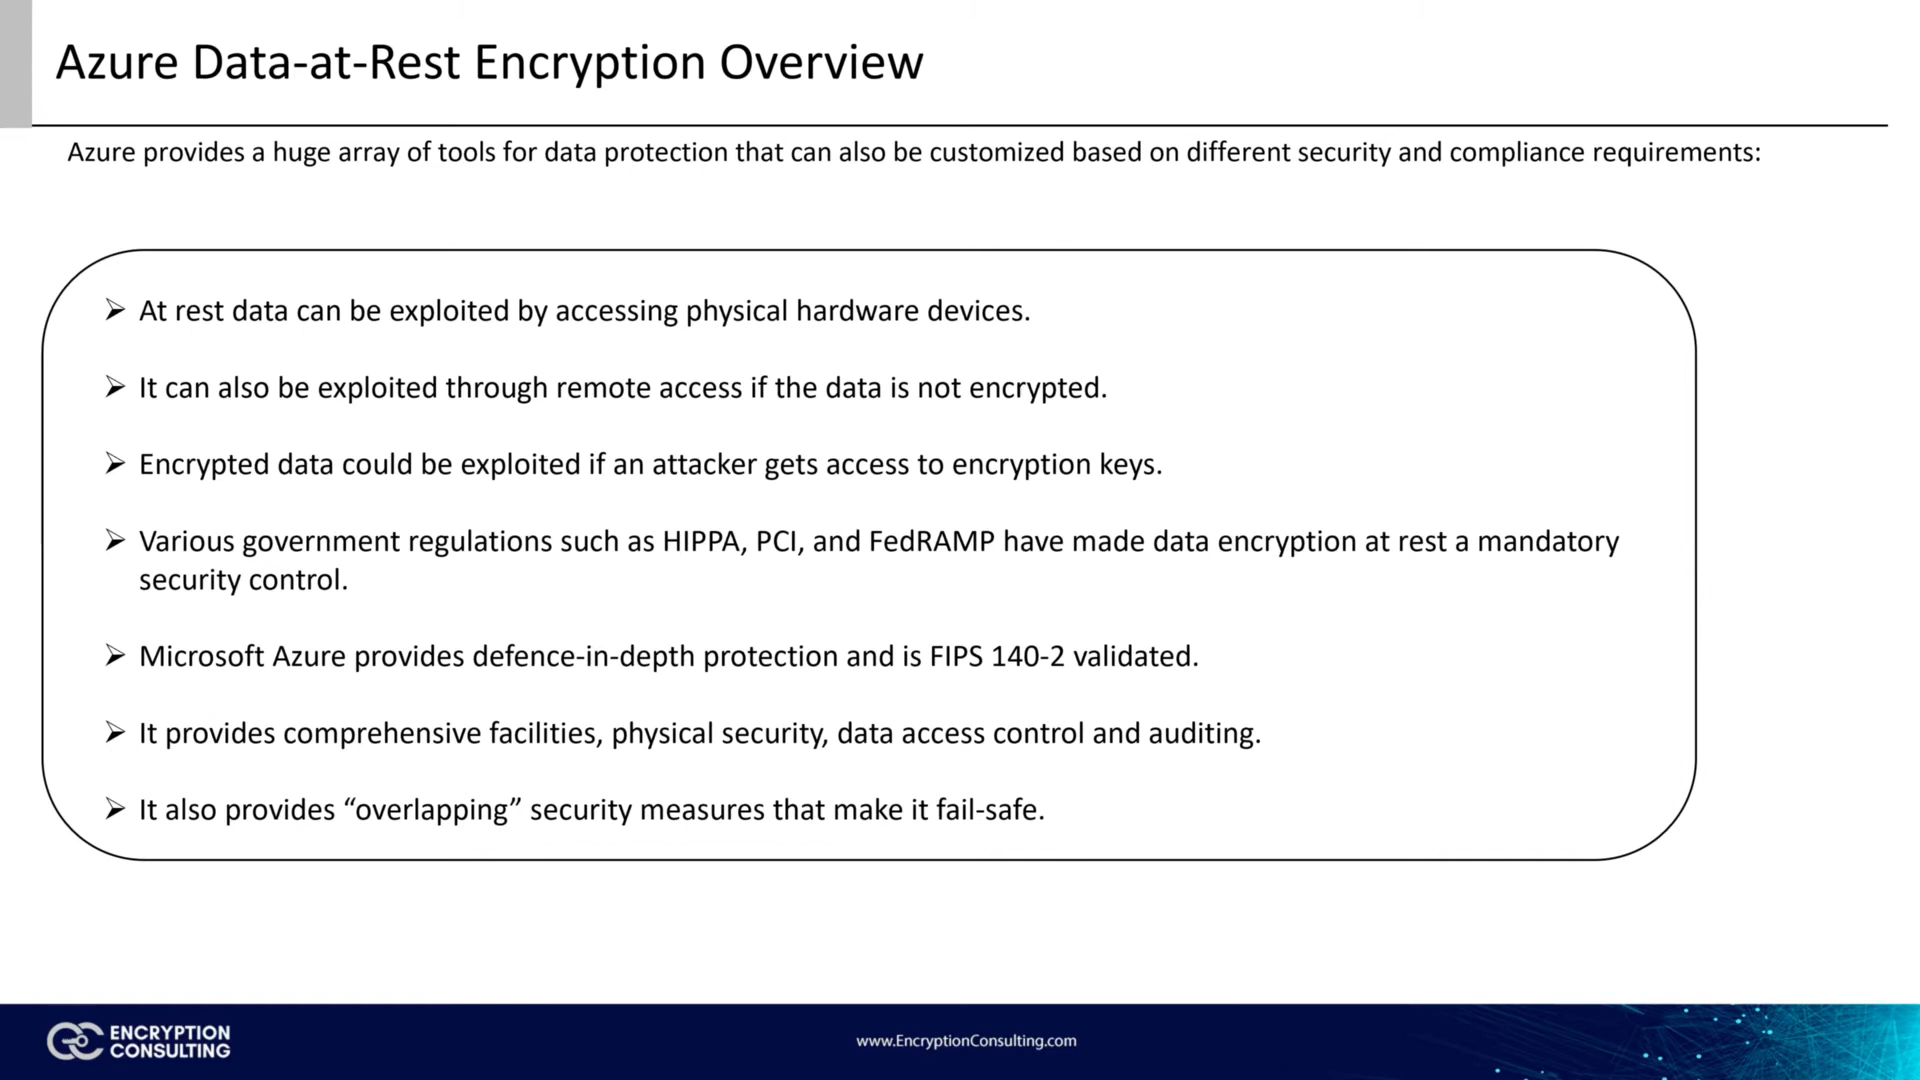 Azure Data-at-Rest Encryption Overview
Azure provides a huge array of tools for data protection that can also be customized based on different security and compliance requirements:
➢ At rest data can be exploited by accessing physical hardware devices.
➢ It can also be exploited through remote access if the data is not encrypted.
➢ Encrypted data could be exploited if an attacker gets access to encryption keys.
➢ Various government regulations such as HIPPA, PCI, and FedRAMP have made data encryption at rest a mandatory
security control.
➢ Microsoft Azure provides defence-in-depth protection and is FIPS 140-2 validated.
➢ It provides comprehensive facilities, physical security, data access control and auditing.
➢ It also provides “overlapping” security measures that make it fail-safe.
ENCRYPTION
CONSULTING
www.EncryptionConsulting.com